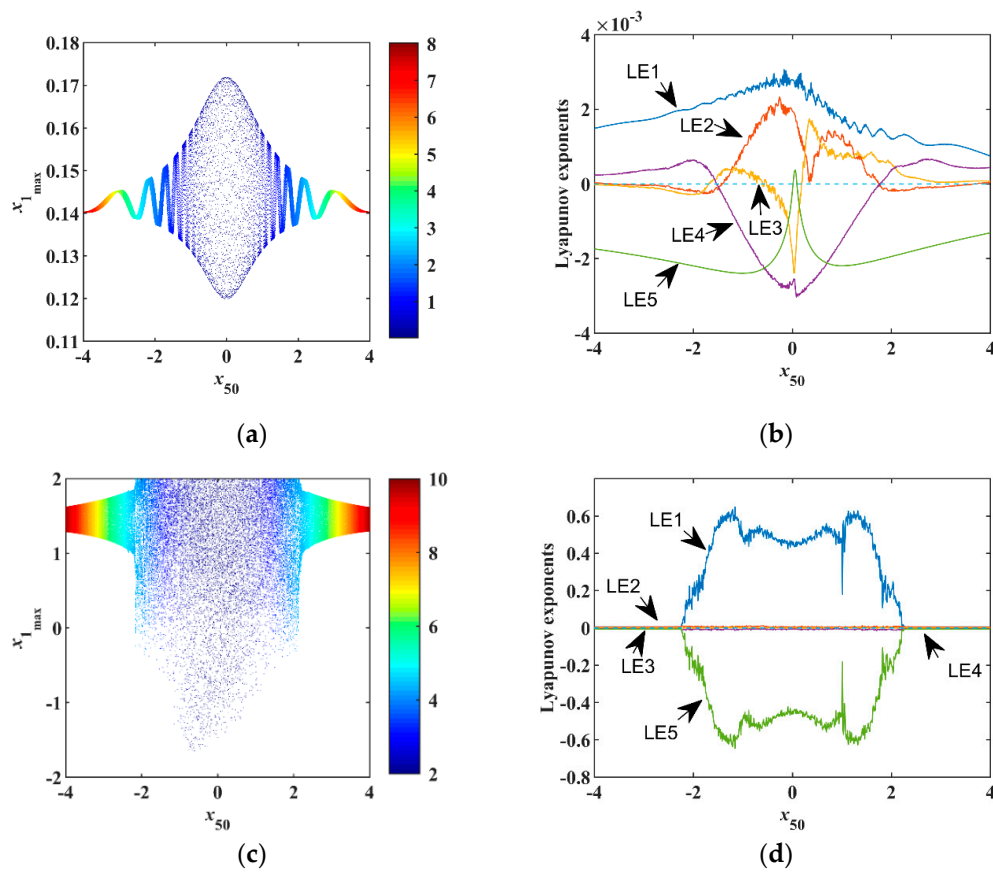 0.18
0.17
0.16
0.15
0.14
0.13
0.12
0.11
x1max
-4 -2 0 2 4
x50
8
7
6
5
4
3
2
1
(a)
×10-3
4
2
0
-2
-4
Lyapunov exponents
LE1
LE2
LE3
LE4
LE5
-4 -2 0 2 4
x50
(b)
2
1
0
-1
-2
x1max
-4 -2 0 2 4
x50
10
8
6
4
2
(c)
0.6
0.4
0.2
0
-0.2
-0.4
-0.6
-0.8
Lyapunov exponents
LE1
LE2
LE3
LE4
LE5
-4 -2 0 2 4
x50
(d)